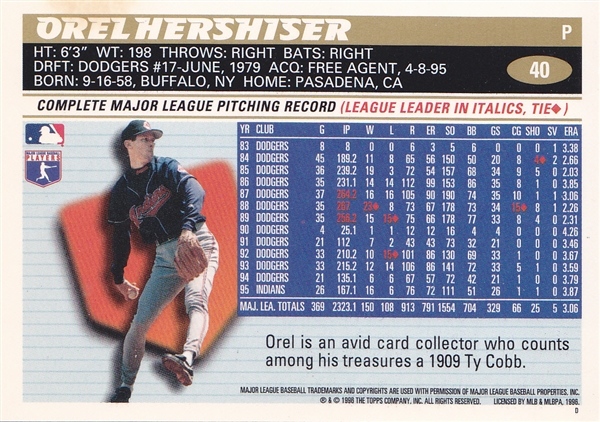 OREL HERSHISER
P
HT: 6'3" WT: 198 THROWS: RIGHT BATS: RIGHT
DRFT: DODGERS #17-JUNE, 1979 ACQ: FREE AGENT, 4-8-95
BORN: 9-16-58, BUFFALO, NY HOME: PASADENA, CA
40
COMPLETE MAJOR LEAGUE PITCHING RECORD (LEAGUE LEADER IN ITALICS, TIE♦)
MAJOR LEAGUE BASEBALL
PLAYERS
YR CLUB G IP W L R ER SO BB GS CG SHO SV ERA
83 DODGERS 8 8 0 0 6 3 5 6 0 0 0 1 3.38
84 DODGERS 45 189.2 11 8 65 56 150 50 20 8 4♦ 2 2.66
85 DODGERS 36 239.2 19 3 72 54 157 68 34 9 5 0 2.03
86 DODGERS 35 231.1 14 14 112 99 153 86 35 8 1 0 3.85
87 DODGERS 37 264.2 16 16 105 90 190 74 35 10 1 1 3.06
88 DODGERS 35 267 23♦ 8 73 67 178 73 34 15♦ 8 1 2.26
89 DODGERS 35 256.2 15 15♦ 75 66 178 77 33 8 4 0 2.31
90 DODGERS 4 25.1 1 1 12 12 16 4 4 0 0 0 4.26
91 DODGERS 21 112 7 2 43 43 73 32 21 0 0 0 3.46
92 DODGERS 33 210.2 10 15♦ 101 86 130 69 33 1 0 0 3.67
93 DODGERS 33 215.2 12 14 106 86 141 72 33 5 1 0 3.59
94 DODGERS 21 135.1 6 6 67 57 72 42 21 1 0 0 3.79
95 INDIANS 26 167.1 16 6 76 72 111 51 26 1 1 0 3.87
MAJ. LEA. TOTALS 369 2323.1 150 108 913 791 1554 704 329 66 25 5 3.06
Indians
Orel is an avid card collector who counts
among his treasures a 1909 Ty Cobb.
MAJOR LEAGUE BASEBALL TRADEMARKS AND COPYRIGHTS ARE USED WITH PERMISSION OF MAJOR LEAGUE BASEBALL PROPERTIES, INC.
® & © 1996 THE TOPPS COMPANY, INC. ALL RIGHTS RESERVED. LICENSED BY MLB & MLBPA, 1996.
D